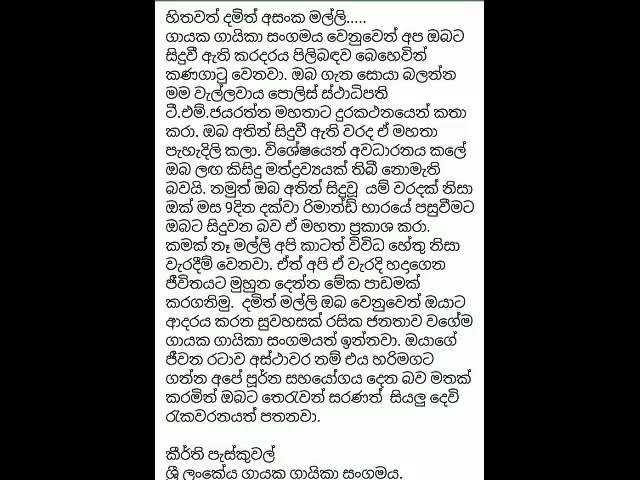 හිතවත් දමිත් අසංක මල්ලි.....
ගායක ගායිකා සංගමය වෙනුවෙන් අප ඔබට
සිදුවී ඇති කරදරය පිලිබඳව බෙහෙවින්
කණගාටු වෙනවා. ඔබ ගැන සොයා බලන්න
මම වැල්ලවාය පොලිස් ස්ථාධිපති
ටී.එම්.ජයරත්න මහතාට දුරකථනයෙන් කතා
කරා. ඔබ අතින් සිදුවී ඇති වරද ඒ මහතා
පැහැදිලි කලා. විශේෂයෙන් අවධාරනය කලේ
ඔබ ලඟ කිසිදු මත්ද්‍රව්‍යයක් තිබී නොමැති
බවයි. නමුත් ඔබ අතින් සිදුවූ යම් වරදක් නිසා
ඔක් මස 9දින දක්වා රිමාන්ඩ් භාරයේ පසුවීමට
ඔබට සිදුවන බව ඒ මහතා ප්‍රකාශ කරා.
කමක් නෑ මල්ලි අපි කාටත් විවිධ හේතු නිසා
වැරදීම් වෙනවා. ඒත් අපි ඒ වැරදි හදාගෙන
ජීවිතයට මුහුන දෙන්න මේක පාඩමක්
කරගනිමු. දමිත් මල්ලි ඔබ වෙනුවෙන් ඔයාට
ආදරය කරන සුවහසක් රසික ජනතාව වගේම
ගායක ගායිකා සංගමයත් ඉන්නවා. ඔයාගේ
ජීවන රටාව අස්ථාවර නම් එය හරිමගට
ගන්න අපේ පූර්න සහයෝගය දෙන බව මතක්
කරමින් ඔබට තෙරුවන් සරණත් සියලු දෙවි
රැකවරනයත් පතනවා.
කීර්ති පැස්කුවල්
ශ්‍රී ලංකේය ගායක ගායිකා සංගමය.